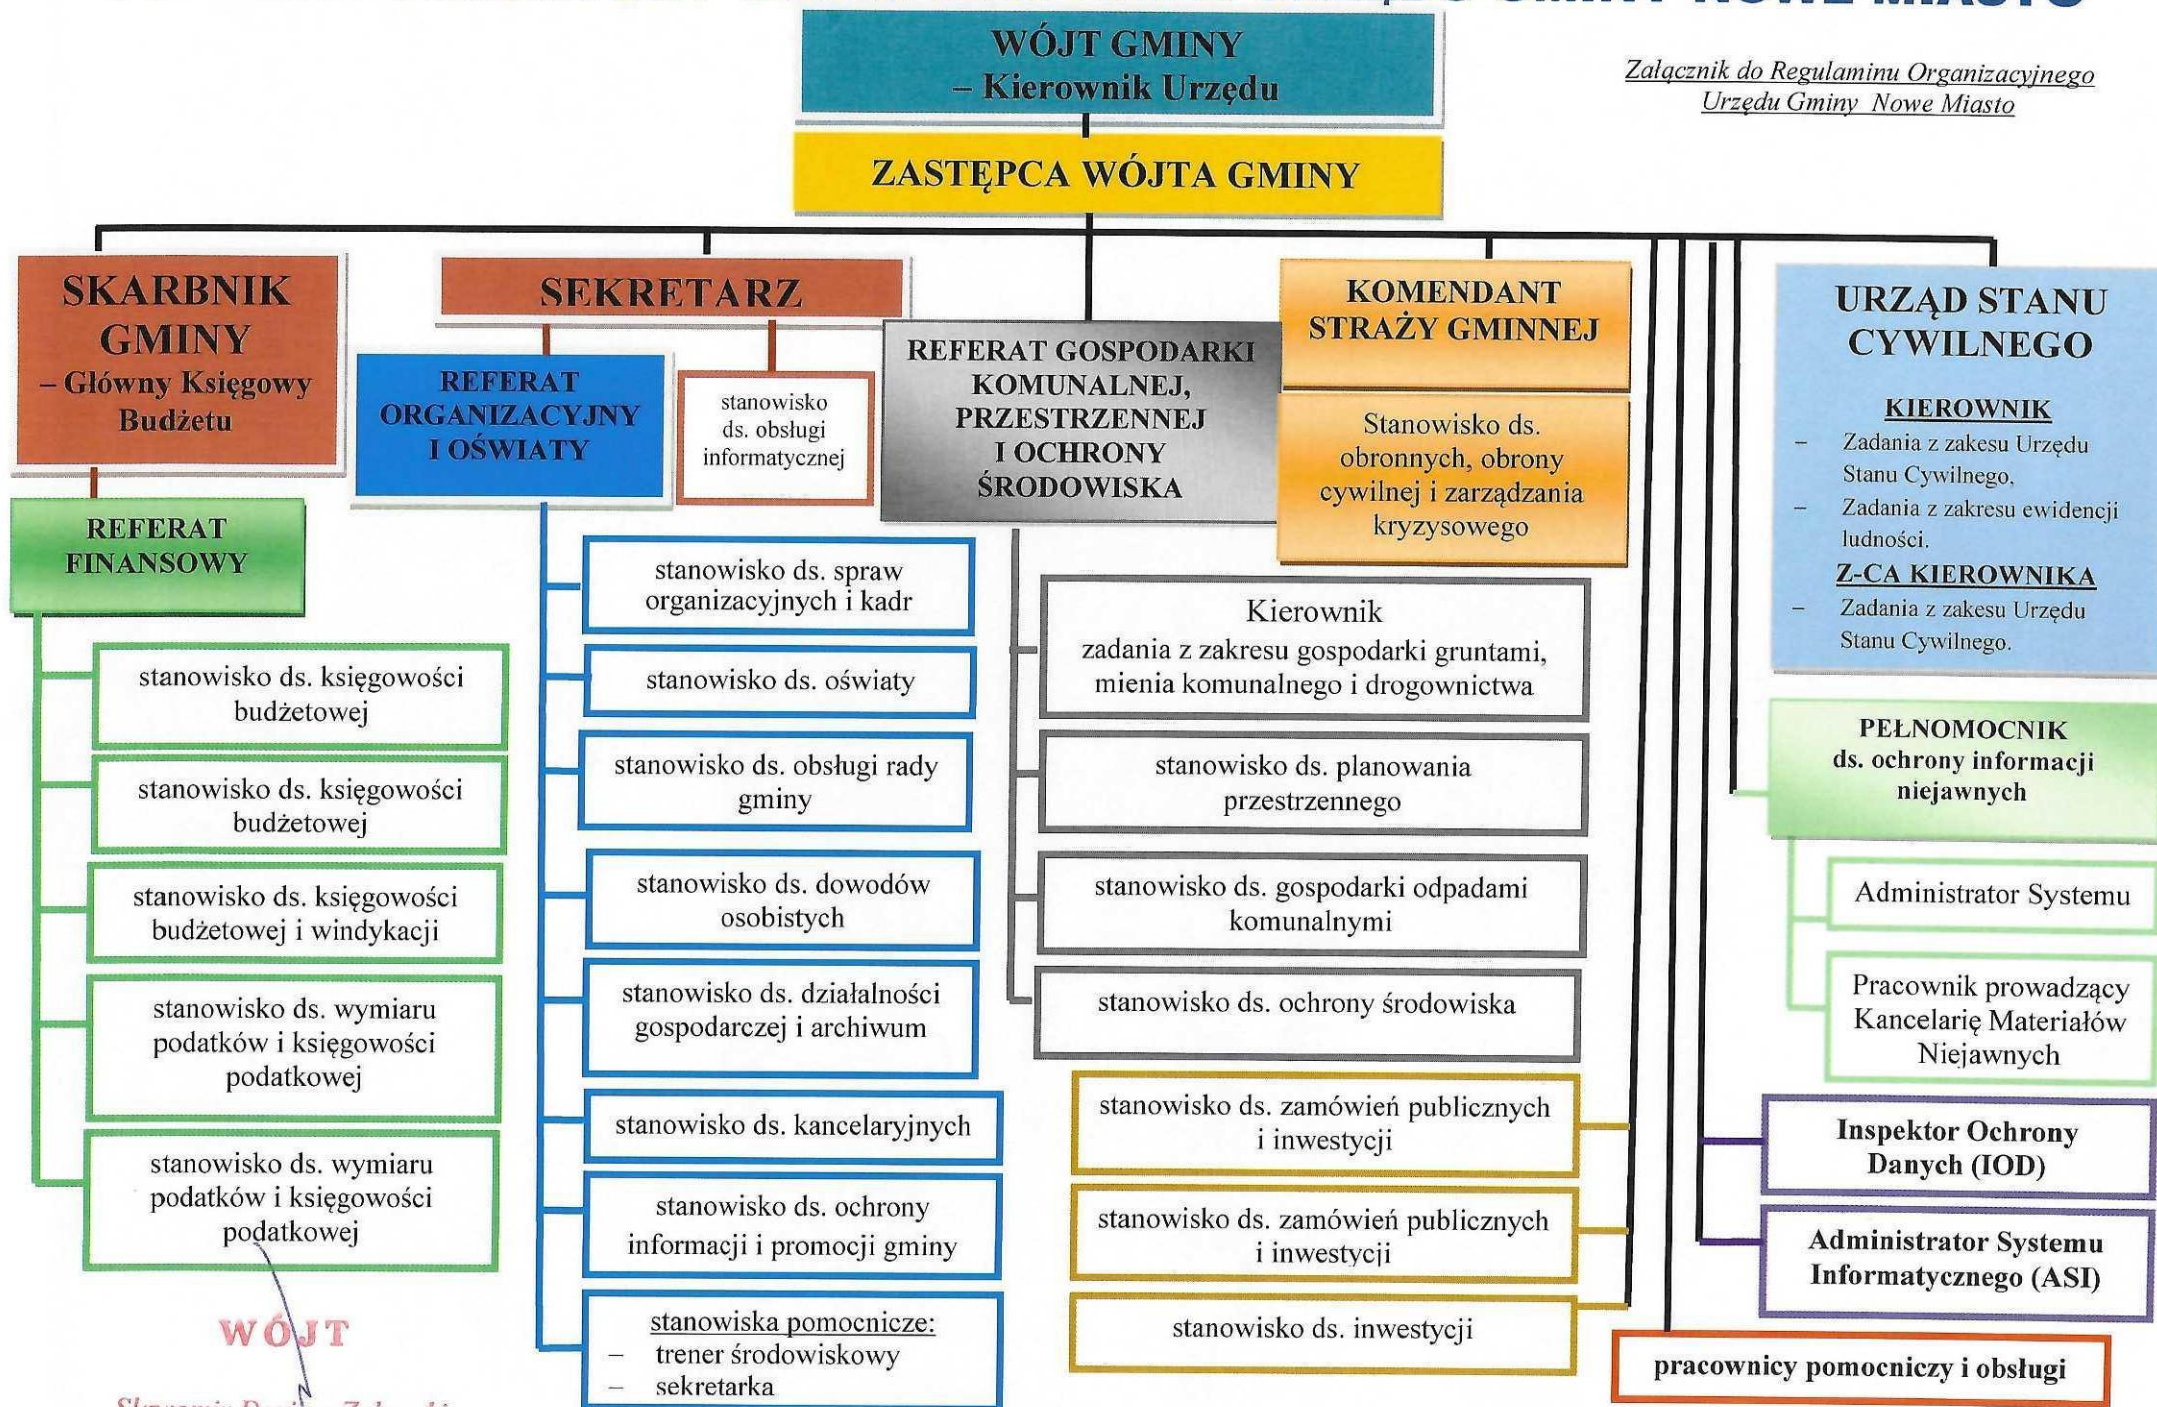 GMINY NOWE MIASTO
Załącznik do Regulaminu Organizacyjnego
Urzędu Gminy Nowe Miasto
WÓJT GMINY
– Kierownik Urzędu
ZASTĘPCA WÓJTA GMINY
SKARBNIK
GMINY
– Główny Księgowy
Budżetu
REFERAT
FINANSOWY
stanowisko ds. księgowości
budżetowej
stanowisko ds. księgowości
budżetowej
stanowisko ds. księgowości
budżetowej i windykacji
stanowisko ds. wymiaru
podatków i księgowości
podatkowej
stanowisko ds. wymiaru
podatków i księgowości
podatkowej
SEKRETARZ
REFERAT
ORGANIZACYJNY
I OŚWIATY
stanowisko
ds. obsługi
informatycznej
stanowisko ds. spraw
organizacyjnych i kadr
stanowisko ds. oświaty
stanowisko ds. obsługi rady
gminy
stanowisko ds. dowodów
osobistych
stanowisko ds. działalności
gospodarczej i archiwum
stanowisko ds. kancelaryjnych
stanowisko ds. ochrony
informacji i promocji gminy
stanowiska pomocnicze:
– trener środowiskowy
– sekretarka
REFERAT GOSPODARKI
KOMUNALNEJ,
PRZESTRZENNEJ
I OCHRONY
ŚRODOWISKA
Kierownik
zadania z zakresu gospodarki gruntami,
mienia komunalnego i drogownictwa
stanowisko ds. planowania
przestrzennego
stanowisko ds. gospodarki odpadami
komunalnymi
stanowisko ds. ochrony środowiska
stanowisko ds. zamówień publicznych
i inwestycji
stanowisko ds. zamówień publicznych
i inwestycji
stanowisko ds. inwestycji
KOMENDANT
STRAŻY GMINNEJ
Stanowisko ds.
obronnych, obrony
cywilnej i zarządzania
kryzysowego
URZĄD STANU
CYWILNEGO
KIEROWNIK
– Zadania z zakesu Urzędu
Stanu Cywilnego,
– Zadania z zakresu ewidencji
ludności.
Z-CA KIEROWNIKA
– Zadania z zakesu Urzędu
Stanu Cywilnego.
PEŁNOMOCNIK
ds. ochrony informacji
niejawnych
Administrator Systemu
Pracownik prowadzący
Kancelarię Materiałów
Niejawnych
Inspektor Ochrony
Danych (IOD)
Administrator Systemu
Informatycznego (ASI)
pracownicy pomocniczy i obsługi
WÓJT